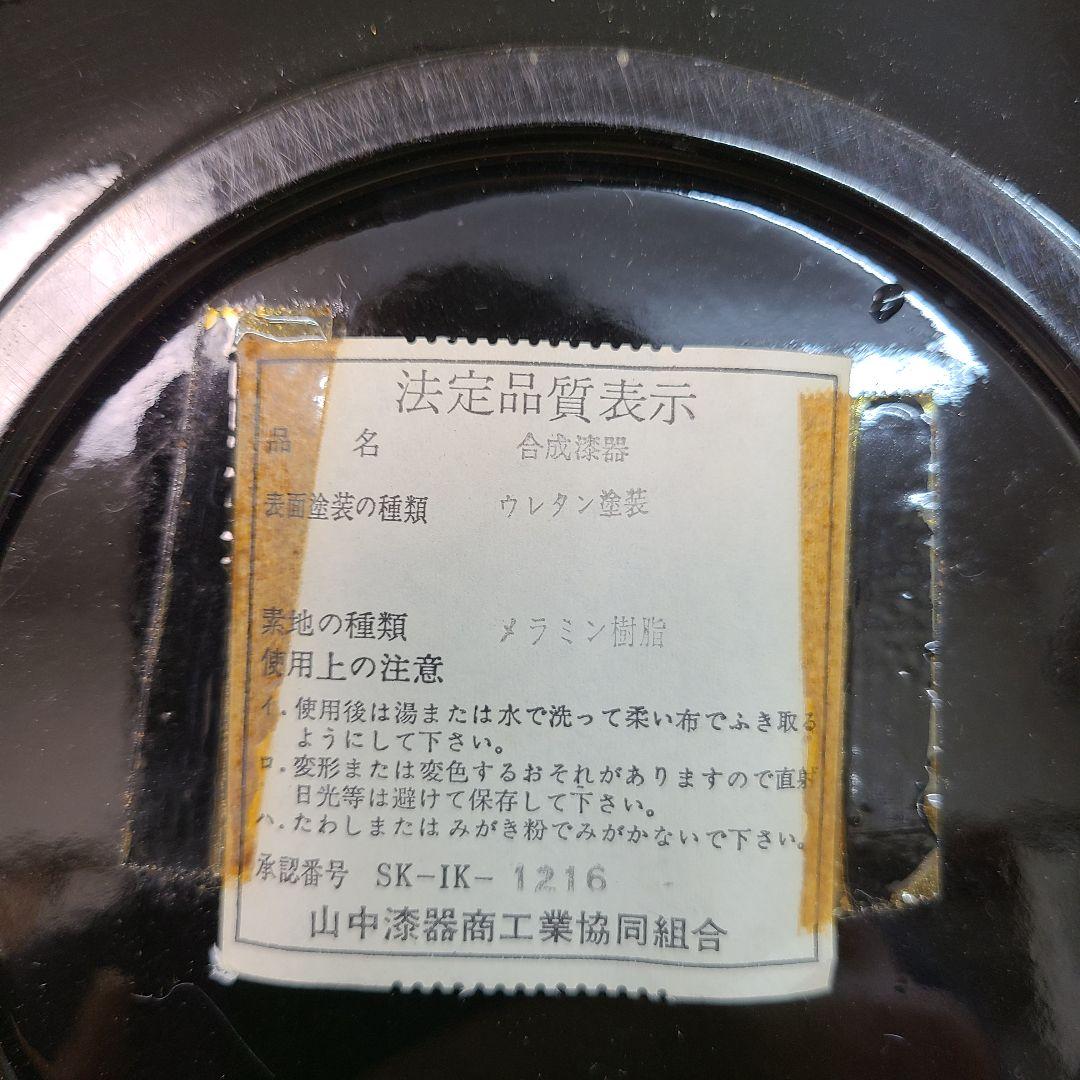 法定品質表示
品名 合成漆器
表面塗装の種類 ウレタン塗装
素地の種類 メラミン樹脂
使用上の注意
イ.使用後は湯または水で洗って柔い布でふき取る
ようにして下さい。
ロ.変形または変色するおそれがありますので直射
日光等は避けて保存して下さい。
ハ.たわしまたはみがき粉でみがかないで下さい。
承認番号 SK-IK-1216
山中漆器商工業協同組合